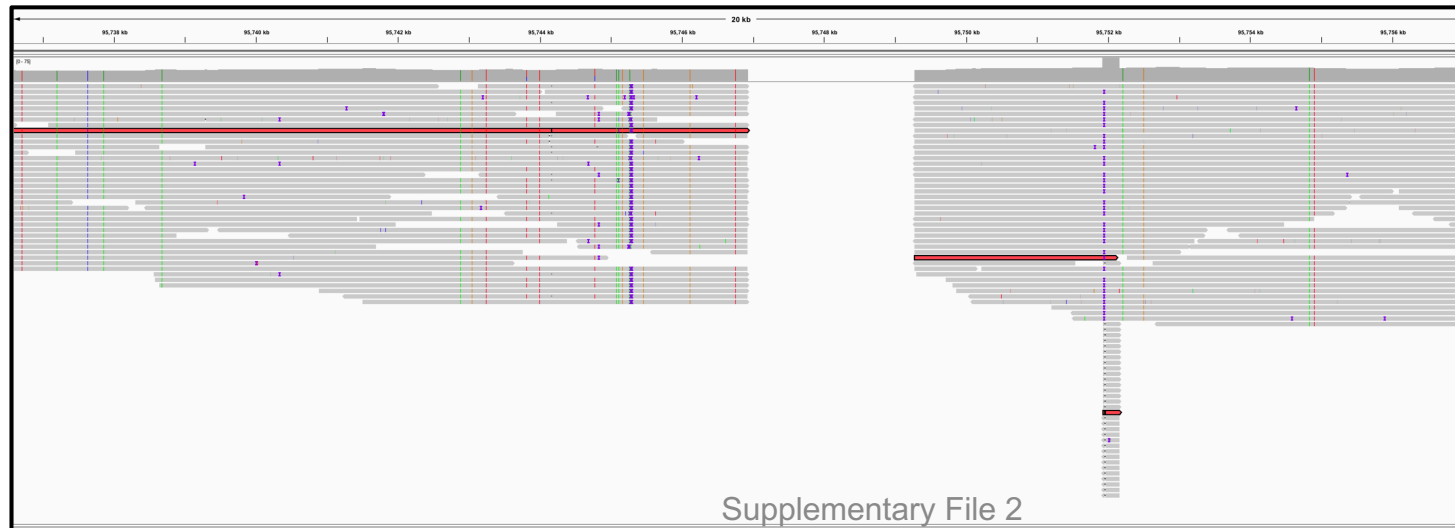 20 kb
95,738 kb 95,740 kb 95,742 kb 95,744 kb 95,746 kb 95,748 kb 95,750 kb 95,752 kb 95,754 kb 95,756 kb
[0 - 75]
Supplementary File 2